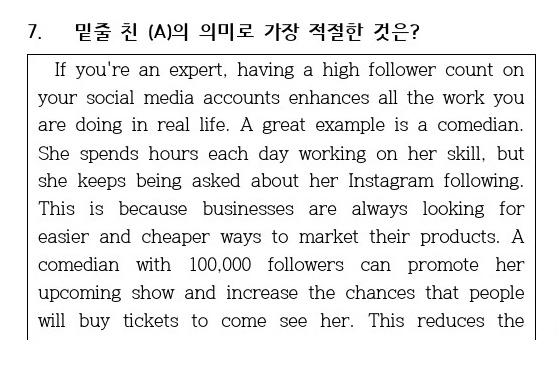 7. 밑줄 친 (A)의 의미로 가장 적절한 것은?
If you're an expert, having a high follower count on
your social media accounts enhances all the work you
are doing in real life. A great example is a comedian.
She spends hours each day working on her skill, but
she keeps being asked about her Instagram following.
This is because businesses are always looking for
easier and cheaper ways to market their products. A
comedian with 100,000 followers can promote her
upcoming show and increase the chances that people
will buy tickets to come see her. This reduces the